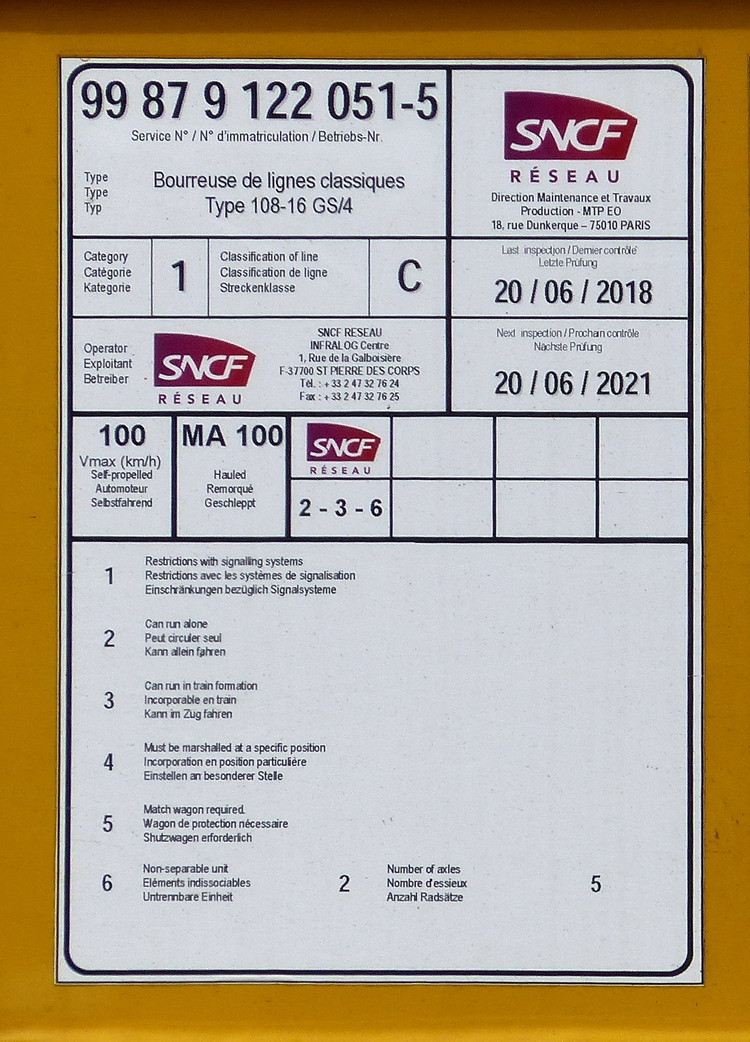 99 87 9 122 051-5
Service N° / N° d'immatriculation / Betriebs-Nr.
Type
Type
Typ
Bourreuse de lignes classiques
Type 108-16 GS/4
SNCF
RÉSEAU
Direction Maintenance et Travaux
Production - MTP EO
18, rue Dunkerque – 75010 PARIS
Category
Catégorie
Kategorie
1
Classification of line
Classification de ligne
Streckenklasse
C
Last inspection / Dernier contrôle
Letzte Prüfung
20 / 06 / 2018
Operator
Exploitant
Betreiber
SNCF
RÉSEAU
SNCF RESEAU
INFRALOG Centre
1, Rue de la Galboisière
F-37700 ST PIERRE DES CORPS
Tél. : +33 2 47 32 76 24
Fax : +33 2 47 32 76 25
Next inspection / Prochain contrôle
Nächste Prüfung
20 / 06 / 2021
100
Vmax (km/h)
Self-propelled
Automoteur
Selbstfahrend
MA 100
Hauled
Remorqué
Geschleppt
SNCF
RÉSEAU
2 - 3 - 6
1
Restrictions with signalling systems
Restrictions avec les systèmes de signalisation
Einschränkungen bezüglich Signalsysteme
2
Can run alone
Peut circuler seul
Kann allein fahren
3
Can run in train formation
Incorporable en train
Kann im Zug fahren
4
Must be marshalled at a specific position
Incorporation en position particulière
Einstellen an besonderer Stelle
5
Match wagon required.
Wagon de protection nécessaire
Shutzwagen erforderlich
6
Non-separable unit
Eléments indissociables
Untrennbare Einheit
2
Number of axles
Nombre d'essieux
Anzahl Radsätze
5